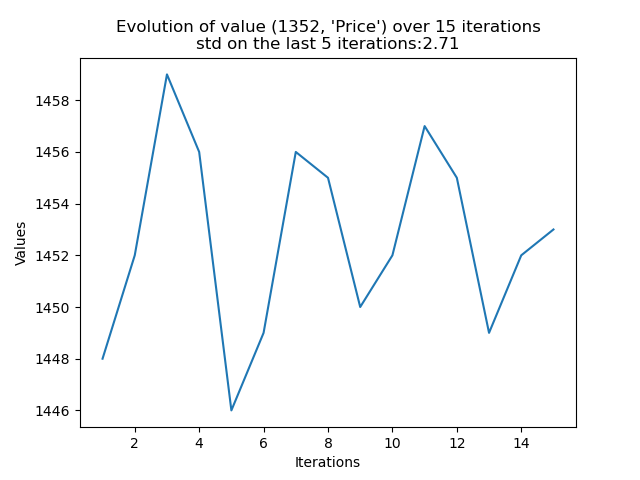 Evolution of value (1352, 'Price') over 15 iterations
std on the last 5 iterations:2.71
1458
1456
1454
1452
1450
1448
1446
Values
2 4 6 8 10 12 14
Iterations